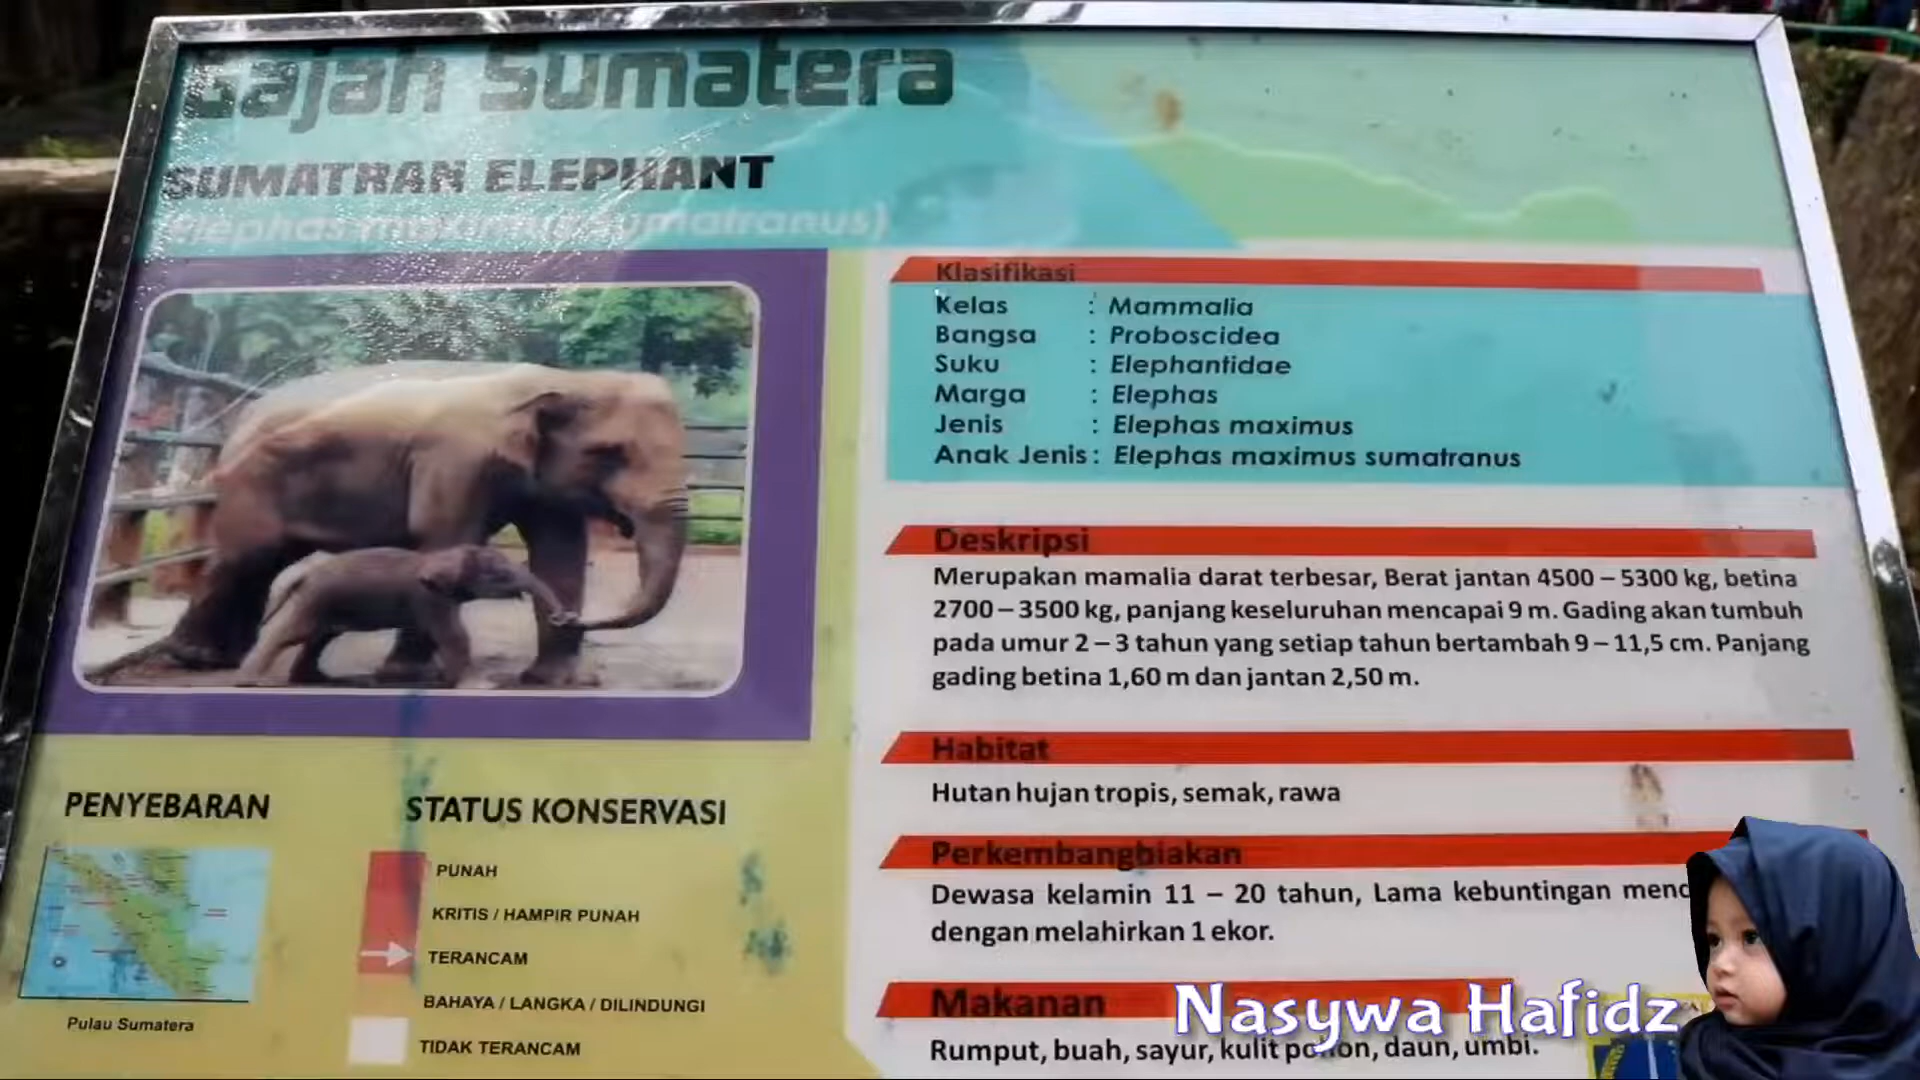 Gajah Sumatera
SUMATRAN ELEPHANT
(Elephas maximus sumatranus)
Klasifikasi
Kelas : Mammalia
Bangsa : Proboscidea
Suku : Elephantidae
Marga : Elephas
Jenis : Elephas maximus
Anak Jenis : Elephas maximus sumatranus
Deskripsi
Merupakan mamalia darat terbesar, Berat jantan 4500 – 5300 kg, betina
2700 – 3500 kg, panjang keseluruhan mencapai 9 m. Gading akan tumbuh
pada umur 2 – 3 tahun yang setiap tahun bertambah 9 – 11,5 cm. Panjang
gading betina 1,60 m dan jantan 2,50 m.
Habitat
Hutan hujan tropis, semak, rawa
Perkembangbiakan
Dewasa kelamin 11 – 20 tahun, Lama kebuntingan
dengan melahirkan 1 ekor.
Makanan
Rumput, buah, sayur, kulit pohon, daun, umbi.
PENYEBARAN
Pulau Sumatera
STATUS KONSERVASI
PUNAH
KRITIS / HAMPIR PUNAH
TERANCAM
BAHAYA / LANGKA / DILINDUNGI
TIDAK TERANCAM
Nasywa Hafidz